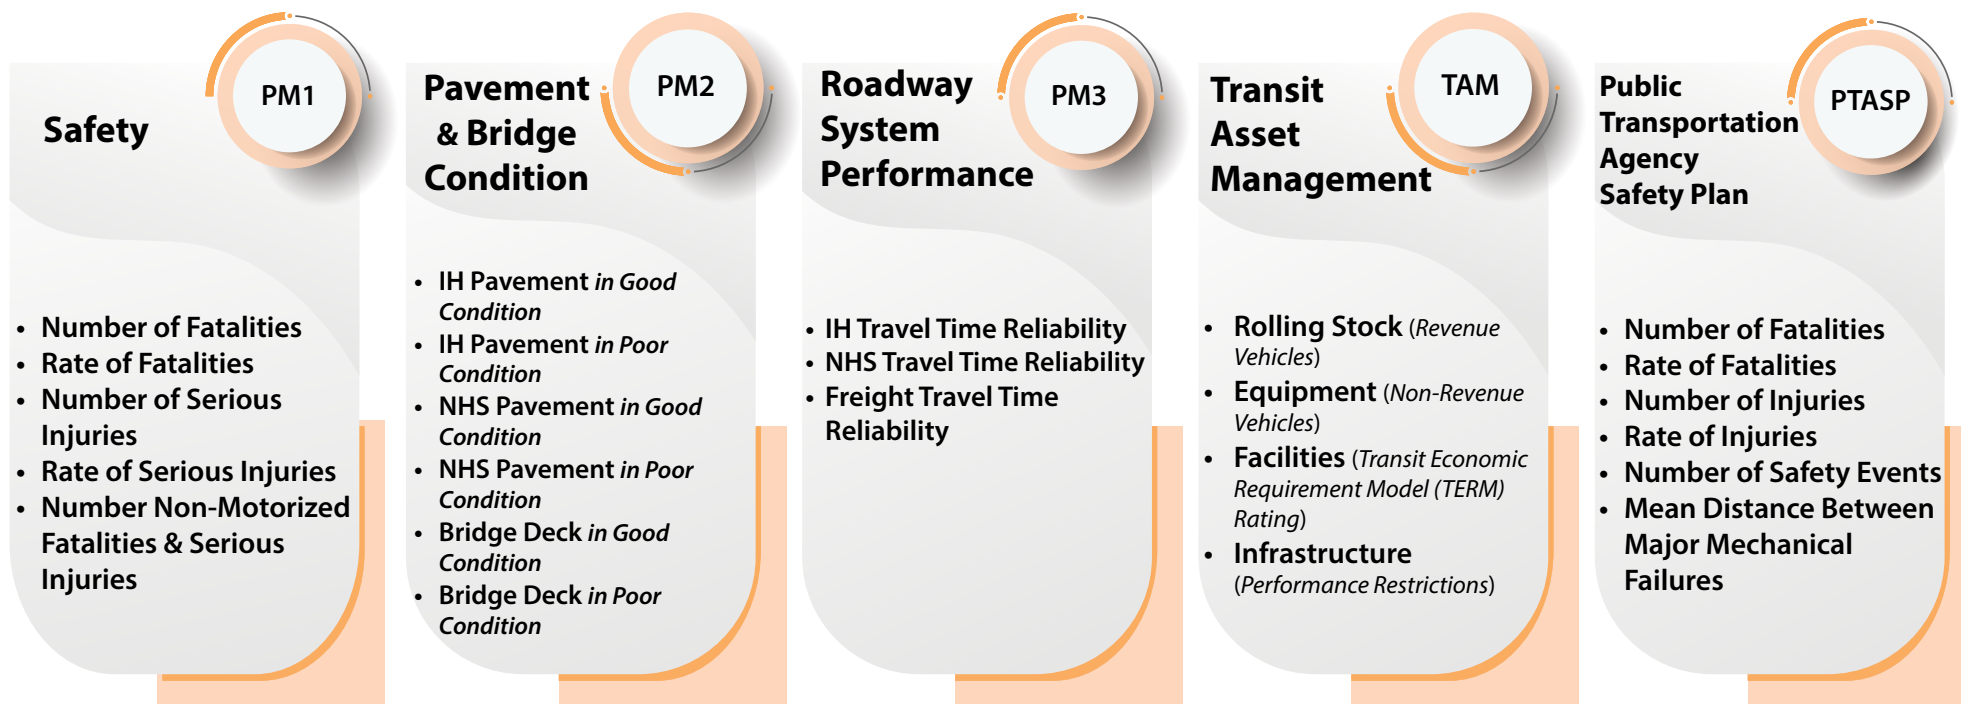 PM1
Safety
• Number of Fatalities
• Rate of Fatalities
• Number of Serious
Injuries
• Rate of Serious Injuries
• Number Non-Motorized
Fatalities & Serious
Injuries
PM2
Pavement
& Bridge
Condition
• IH Pavement in Good
Condition
• IH Pavement in Poor
Condition
• NHS Pavement in Good
Condition
• NHS Pavement in Poor
Condition
• Bridge Deck in Good
Condition
• Bridge Deck in Poor
Condition
PM3
Roadway
System
Performance
• IH Travel Time Reliability
• NHS Travel Time Reliability
• Freight Travel Time
Reliability
TAM
Transit
Asset
Management
• Rolling Stock (Revenue
Vehicles)
• Equipment (Non-Revenue
Vehicles)
• Facilities (Transit Economic
Requirement Model (TERM)
Rating)
• Infrastructure
(Performance Restrictions)
PTASP
Public
Transportation
Agency
Safety Plan
• Number of Fatalities
• Rate of Fatalities
• Number of Injuries
• Rate of Injuries
• Number of Safety Events
• Mean Distance Between
Major Mechanical
Failures